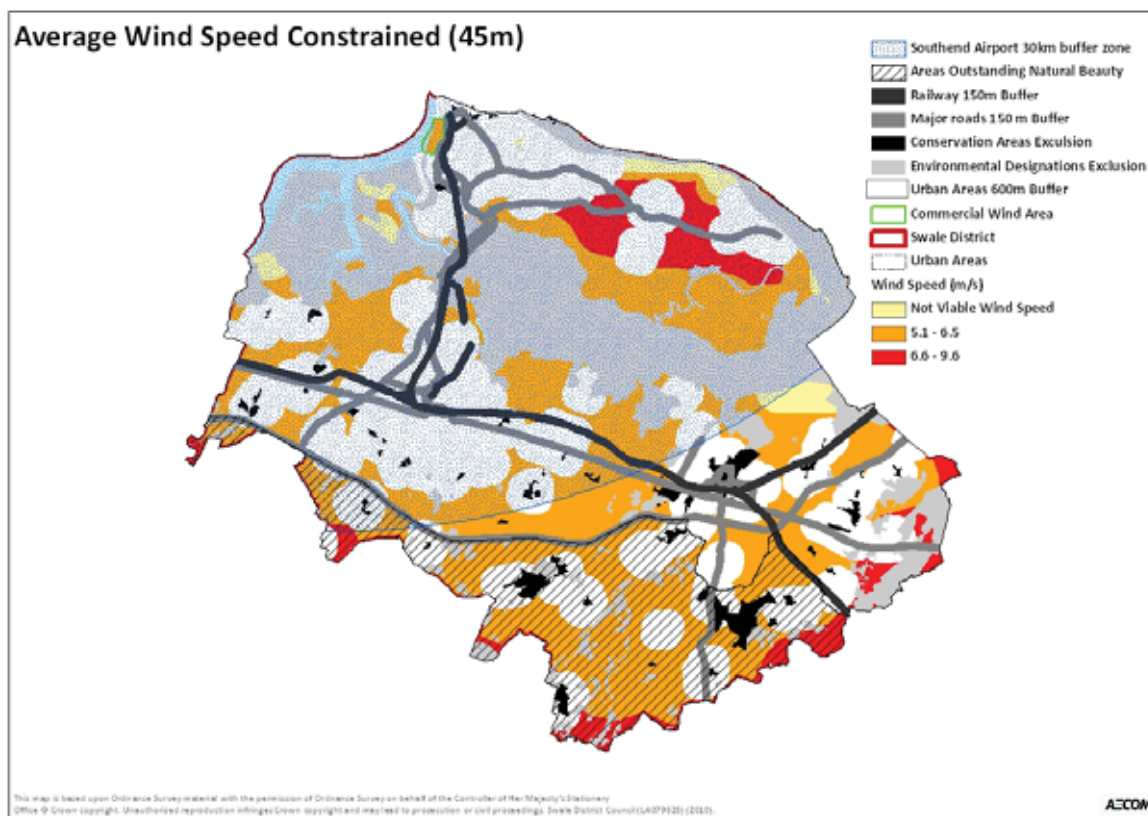 Average Wind Speed Constrained (45m)
Southend Airport 30km buffer zone
Areas Outstanding Natural Beauty
Railway 150m Buffer
Major roads 150 m Buffer
Conservation Areas Exculsion
Environmental Designations Exclusion
Urban Areas 600m Buffer
Commercial Wind Area
Swale District
Urban Areas
Wind Speed (m/s)
Not Viable Wind Speed
5.1 - 6.5
6.6 - 9.6
This map is based upon Ordnance Survey material with the permission of Ordnance Survey on behalf of the Controller of Her Majesty's Stationery
Office © Crown copyright. Unauthorised reproduction infringes Crown copyright and may lead to prosecution or civil proceedings. Swale District Council (2010).
AECOM